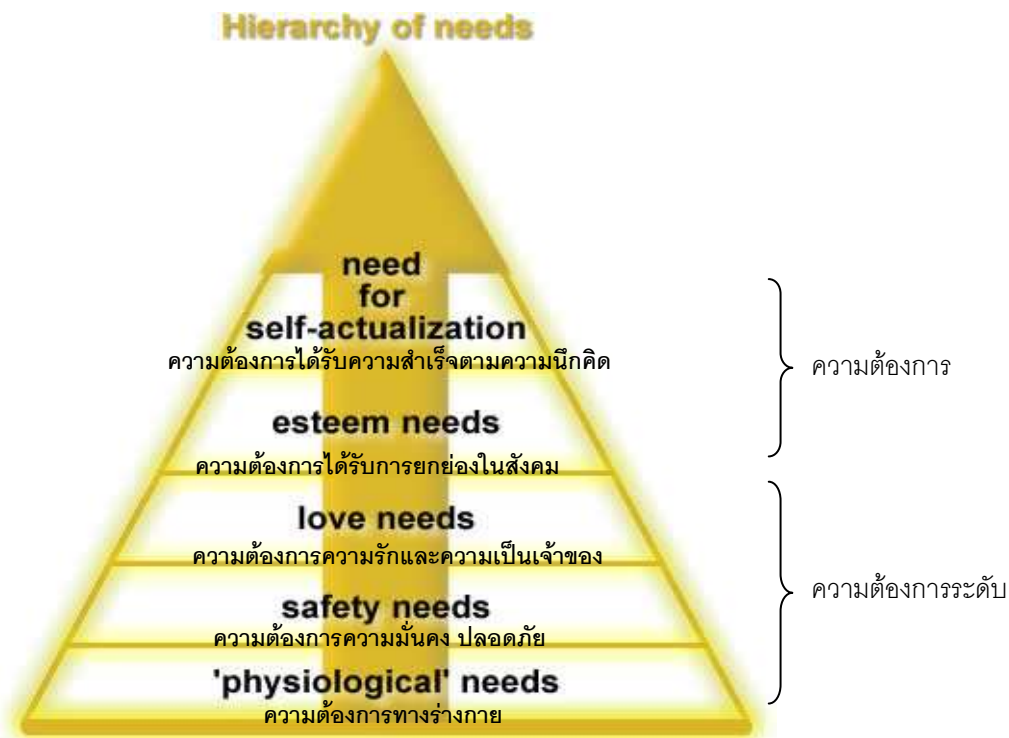 Hierarchy of needs
need
for
self-actualization
ความต้องการได้รับความสำเร็จตามความนึกคิด
ความต้องการ
esteem needs
ความต้องการได้รับการยกย่องในสังคม
love needs
ความต้องการความรักและความเป็นเจ้าของ
ความต้องการระดับ
safety needs
ความต้องการความมั่นคง ปลอดภัย
'physiological' needs
ความต้องการทางร่างกาย